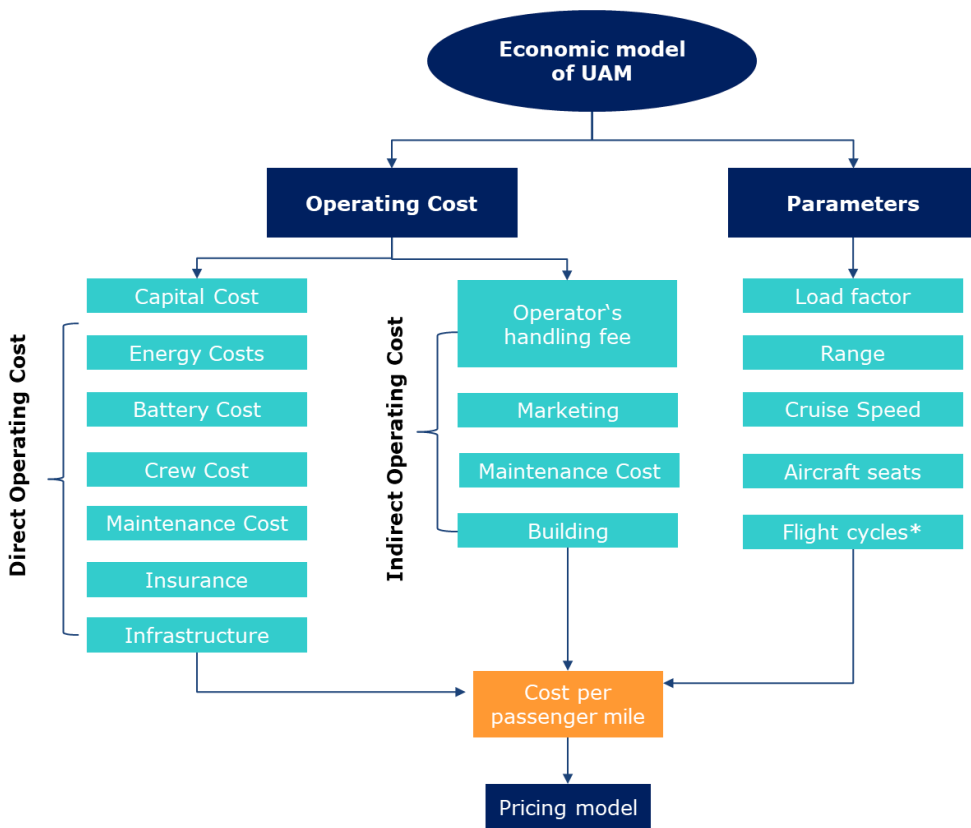 Economic model
of UAM
Operating Cost
Parameters
Direct Operating Cost
Capital Cost
Energy Costs
Battery Cost
Crew Cost
Maintenance Cost
Insurance
Infrastructure
Indirect Operating Cost
Operator‘s
handling fee
Marketing
Maintenance Cost
Building
Load factor
Range
Cruise Speed
Aircraft seats
Flight cycles*
Cost per
passenger mile
Pricing model